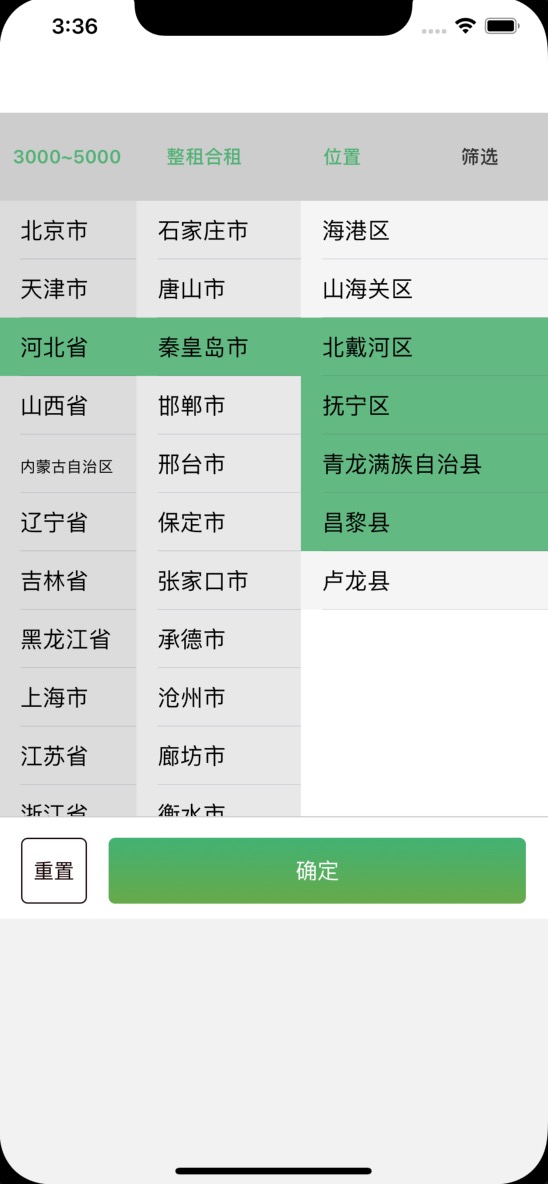 3:36
3000~5000 整租合租 位置 筛选
北京市 石家庄市 海港区
天津市 唐山市 山海关区
河北省 秦皇岛市 北戴河区
山西省 邯郸市 抚宁区
内蒙古自治区 邢台市 青龙满族自治县
辽宁省 保定市 昌黎县
吉林省 张家口市 卢龙县
黑龙江省 承德市
上海市 沧州市
江苏省 廊坊市
浙江省 衡水市
重置 确定